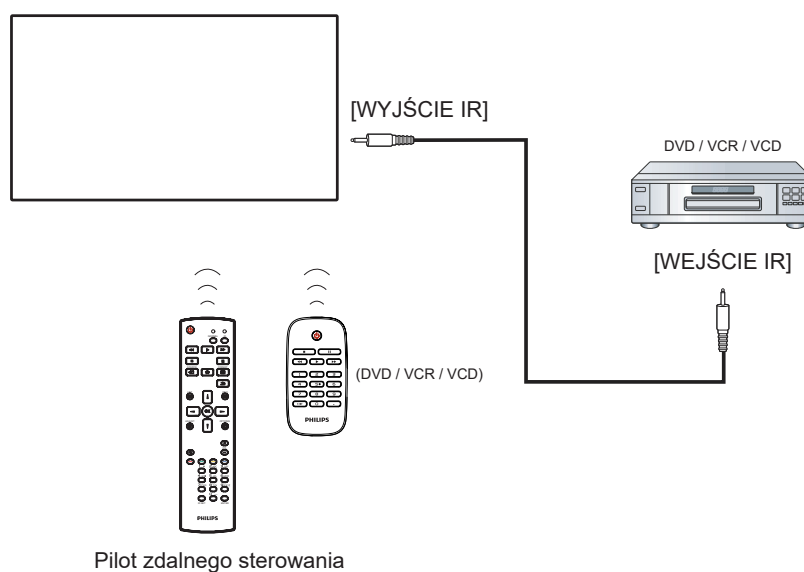 [WYJŚCIE IR]
DVD / VCR / VCD
[WEJŚCIE IR]
(DVD / VCR / VCD)
PHILIPS
PHILIPS
Pilot zdalnego sterowania